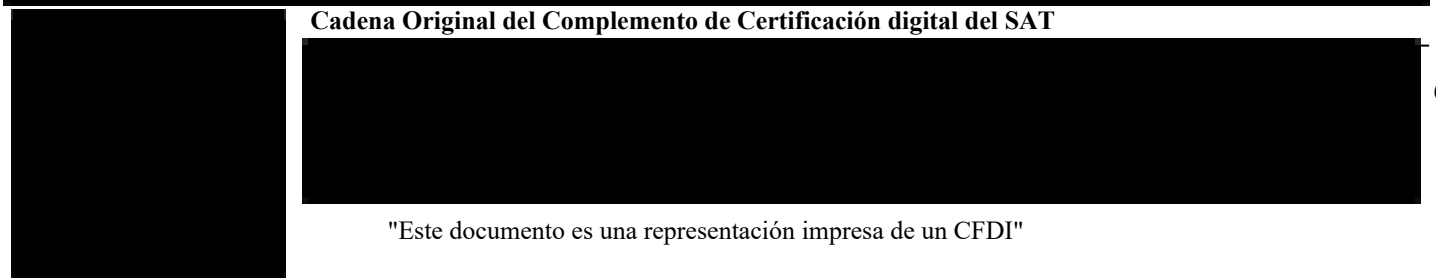 Cadena Original del Complemento de Certificación digital del SAT
"Este documento es una representación impresa de un CFDI"